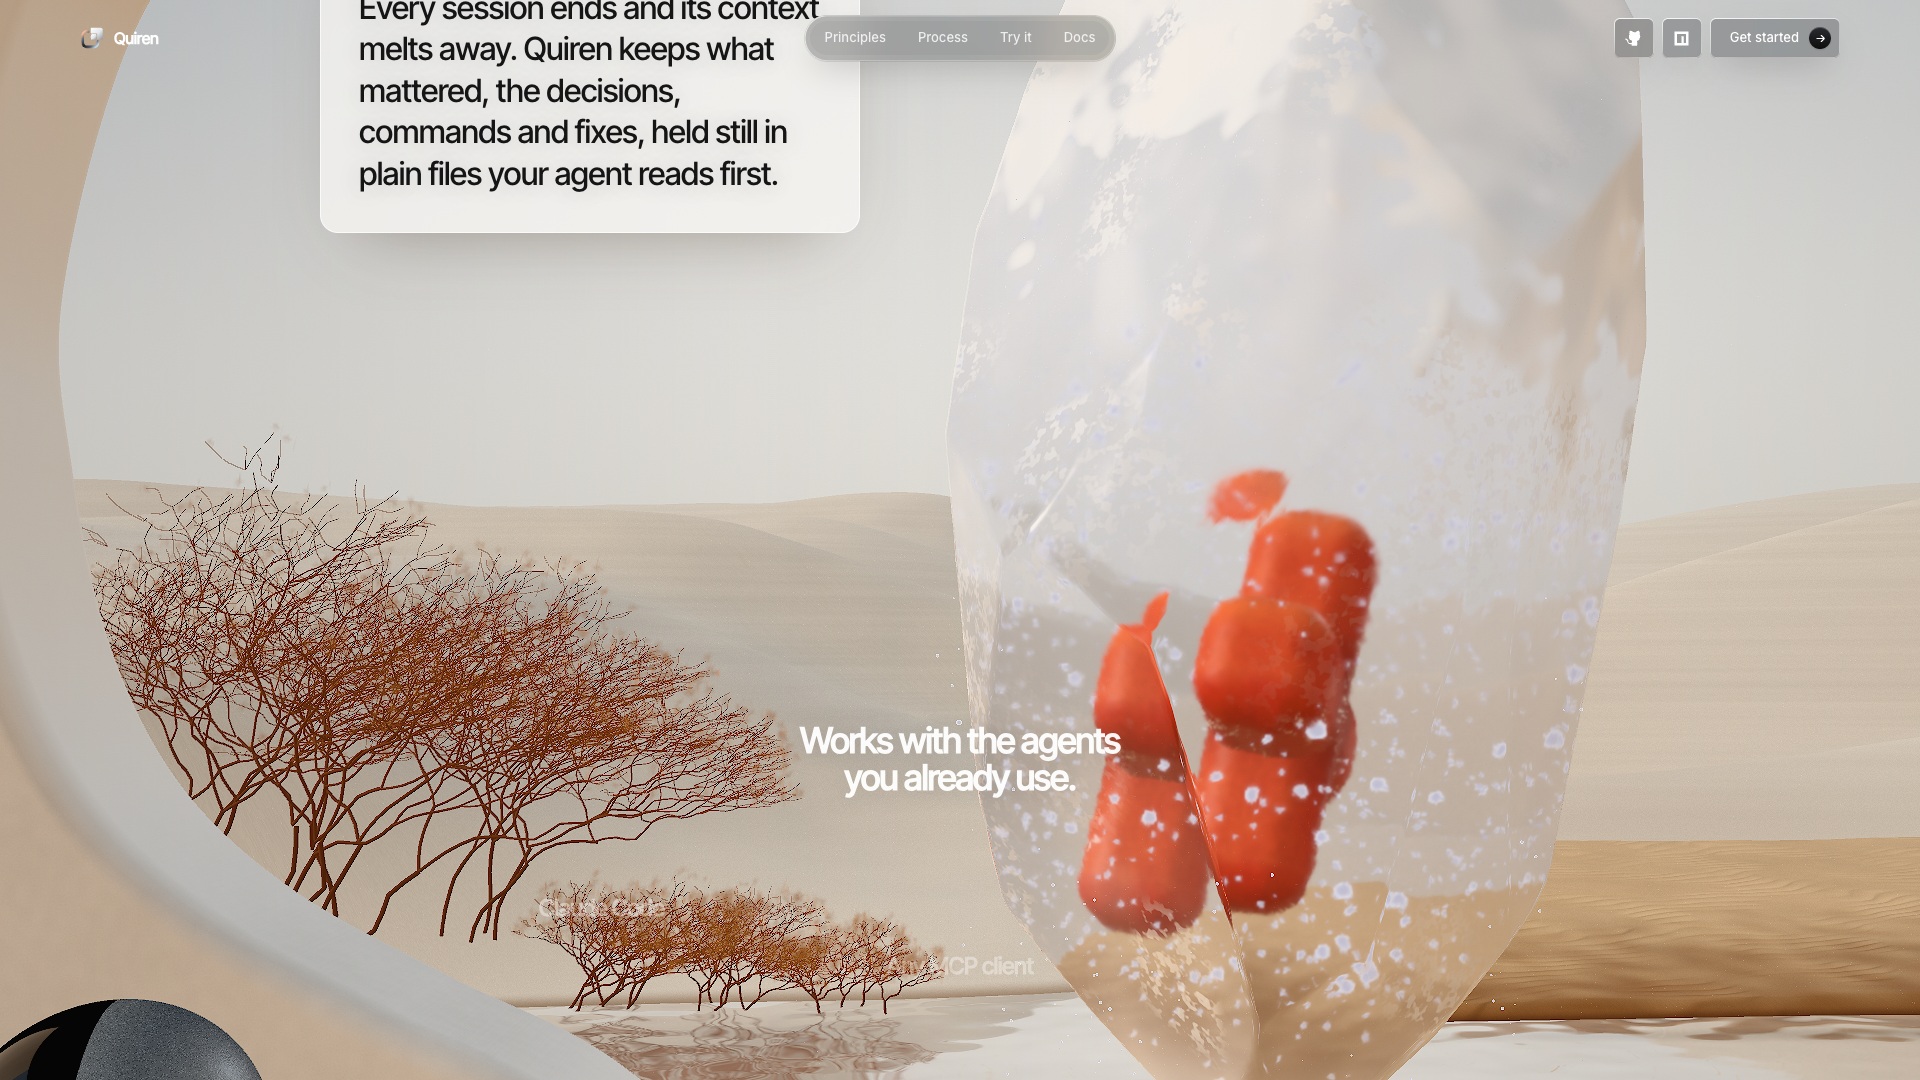 Quiren
Principles
Process
Try it
Docs
Get started
Every session ends and its context
melts away. Quiren keeps what
mattered, the decisions,
commands and fixes, held still in
plain files your agent reads first.
Works with the agents
you already use.
Claude Code
Any MCP client